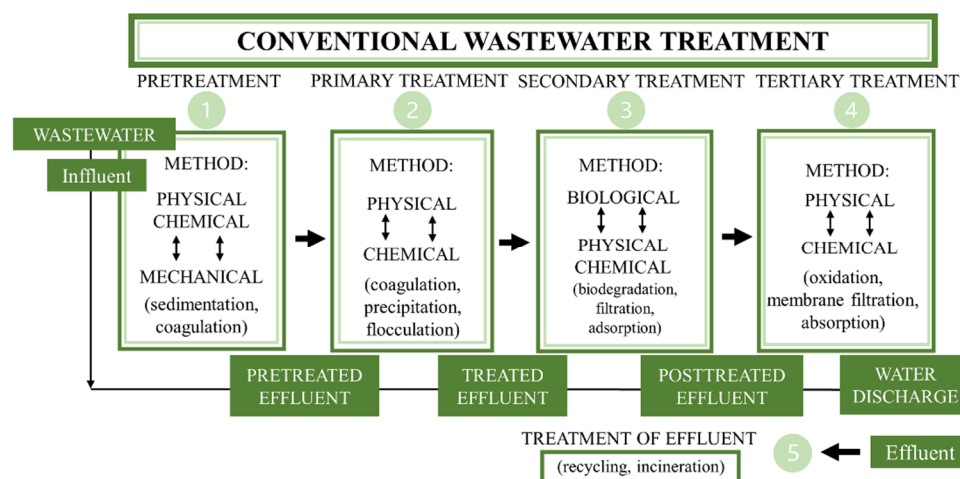 CONVENTIONAL WASTEWATER TREATMENT
PRETREATMENT
PRIMARY TREATMENT
SECONDARY TREATMENT
TERTIARY TREATMENT
1
2
3
4
WASTEWATER
Inffluent
METHOD:
PHYSICAL
CHEMICAL
MECHANICAL
(sedimentation,
coagulation)
METHOD:
PHYSICAL
CHEMICAL
(coagulation,
precipitation,
flocculation)
METHOD:
BIOLOGICAL
PHYSICAL
CHEMICAL
(biodegradation,
filtration,
adsorption)
METHOD:
PHYSICAL
CHEMICAL
(oxidation,
membrane filtration,
absorption)
PRETREATED
EFFLUENT
TREATED
EFFLUENT
POSTTREATED
EFFLUENT
WATER
DISCHARGE
TREATMENT OF EFFLUENT
(recycling, incineration)
5
Effluent